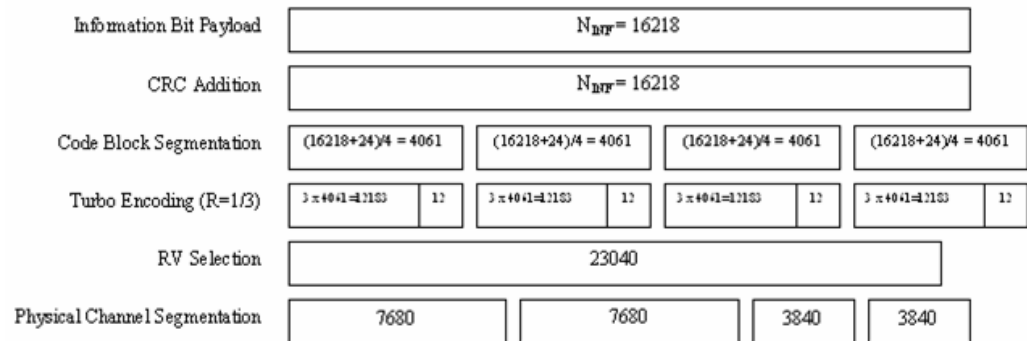 Information Bit Payload N_INF = 16218
CRC Addition N_INF = 16218
Code Block Segmentation (16218+24)/4 = 4061 (16218+24)/4 = 4061 (16218+24)/4 = 4061 (16218+24)/4 = 4061
Turbo Encoding (R=1/3) 3 x 4061=12183 12 3 x 4061=12183 12 3 x 4061=12183 12 3 x 4061=12183 12
RV Selection 23040
Physical Channel Segmentation 7680 7680 3840 3840